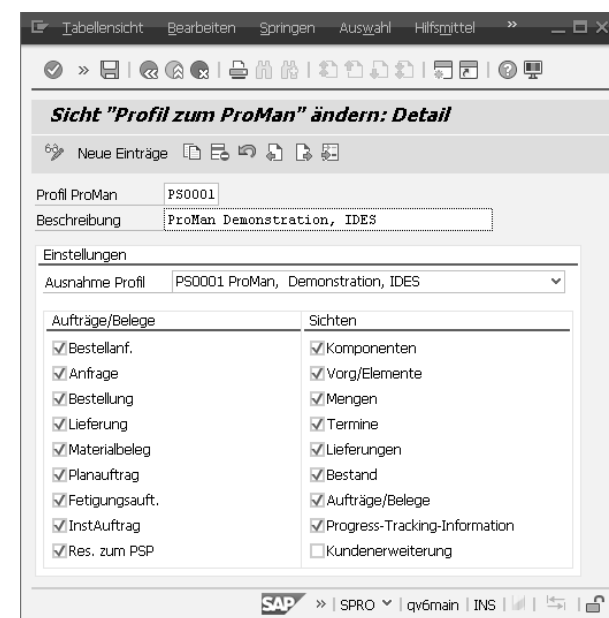 Tabellensicht Bearbeiten Springen Auswahl Hilfsmittel »
»
Sicht "Profil zum ProMan" ändern: Detail
Neue Einträge
Profil ProMan PS0001
Beschreibung ProMan Demonstration, IDES
Einstellungen
Ausnahme Profil PS0001 ProMan, Demonstration, IDES
Aufträge/Belege Sichten
Bestellanf. Komponenten
Anfrage Vorg/Elemente
Bestellung Mengen
Lieferung Termine
Materialbeleg Lieferungen
Planauftrag Bestand
Fetigungsauft. Aufträge/Belege
InstAuftrag Progress-Tracking-Information
Res. zum PSP Kundenerweiterung
SAP » | SPRO | qv6main | INS |